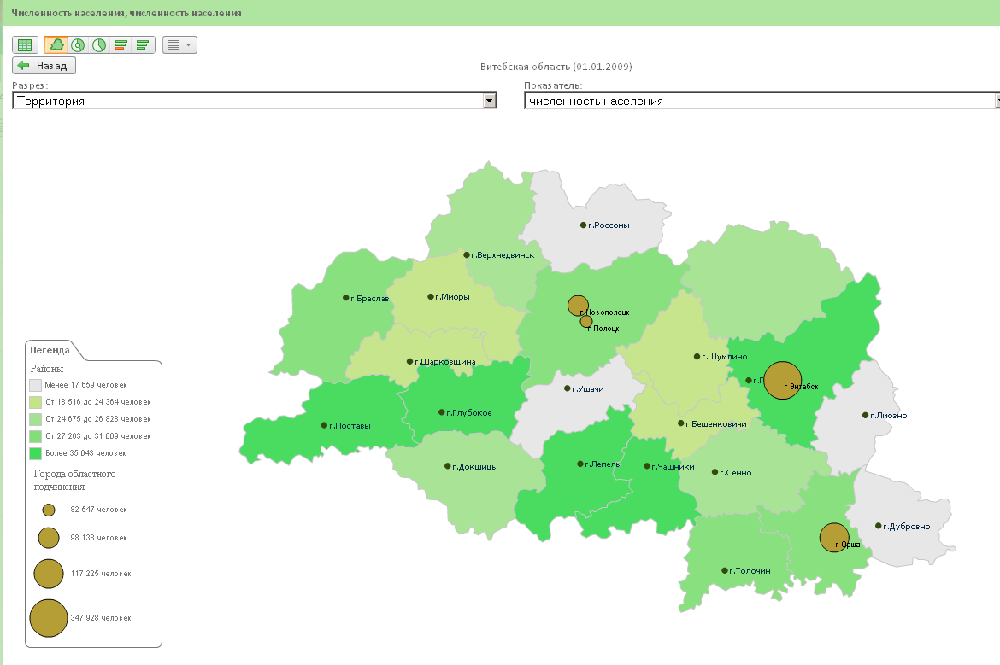 Численность населения, численность населения
Назад
Витебская область (01.01.2009)
Разрез:
Показатель:
Территория
численность населения
г.Россоны
г.Верхнедвинск
г.Браслав
г.Миоры
г Новополоцк
г Полоцк
г.Шарковщина
г.Шумлино
г.Ушачи
г Витебск
г.Глубокое
г.Поставы
г.Бешенковичи
г.Лиозно
г.Докшицы
г.Лепель
г.Чашники
г.Сенно
г.Дубровно
г Орша
г.Толочин
Легенда
Районы
Менее 17 659 человек
От 18 516 до 24 364 человек
От 24 675 до 26 828 человек
От 27 263 до 31 009 человек
Более 35 043 человек
Города областного
подчинения
82 547 человек
98 138 человек
117 225 человек
347 928 человек